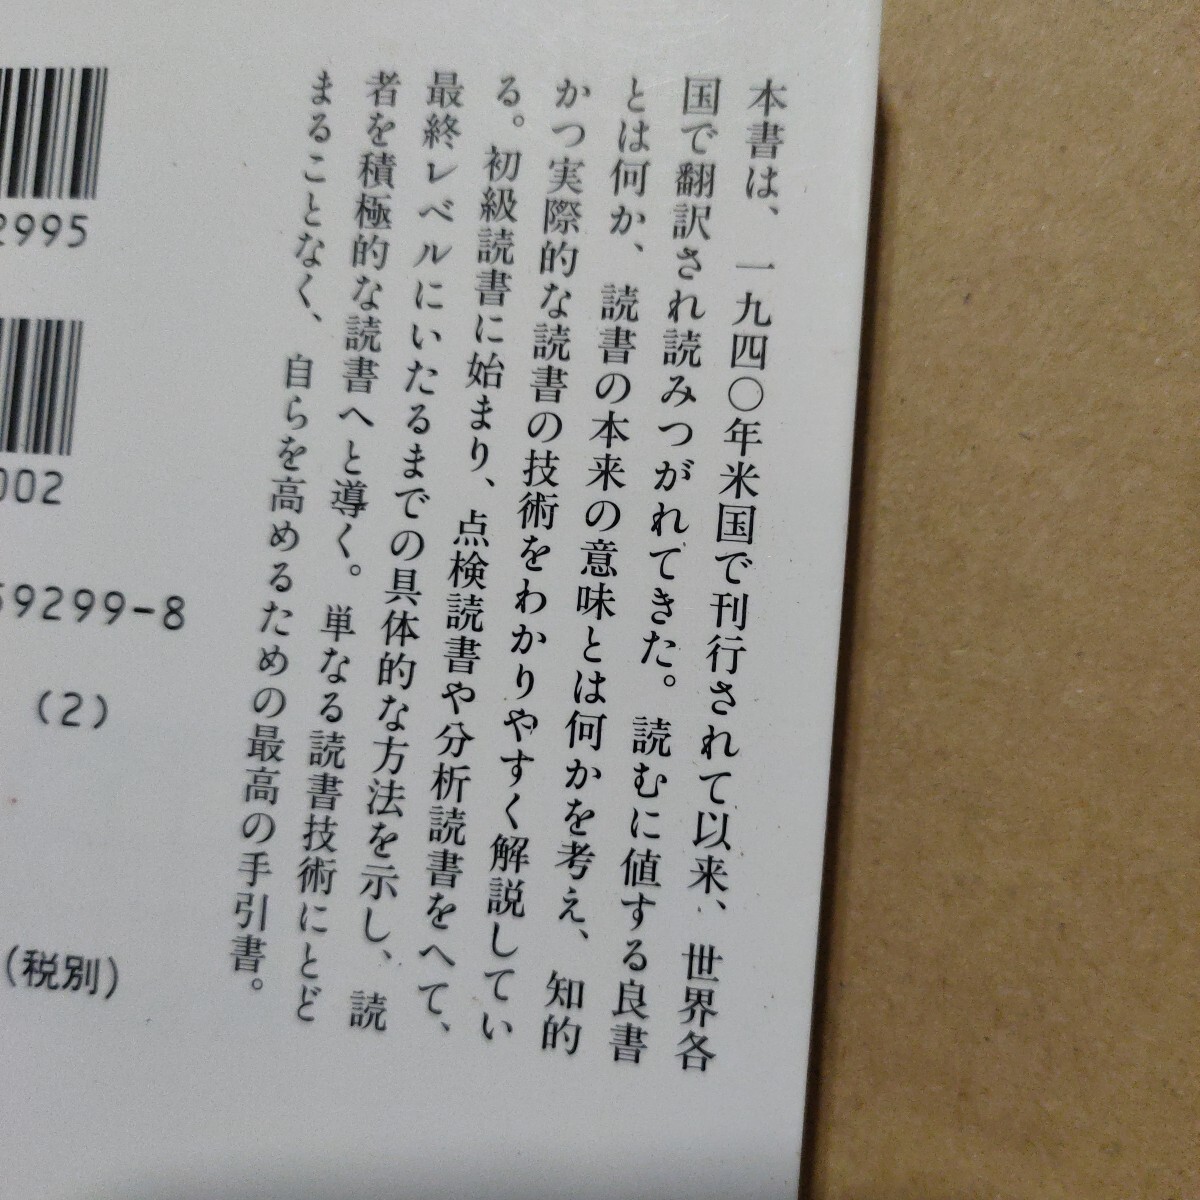 本書は、一九四〇年米国で刊行されて以来、世界各
国で翻訳され読みつがれてきた。読むに値する良書
とは何か、読書の本来の意味とは何かを考え、知的
かつ実際的な読書の技術をわかりやすく解説してい
る。初級読書に始まり、点検読書や分析読書をへて、
最終レベルにいたるまでの具体的な方法を示し、読
者を積極的な読書へと導く。単なる読書技術にとど
まることなく、自らを高めるための最高の手引書。
2995
002
59299-8
(2)
(税別)